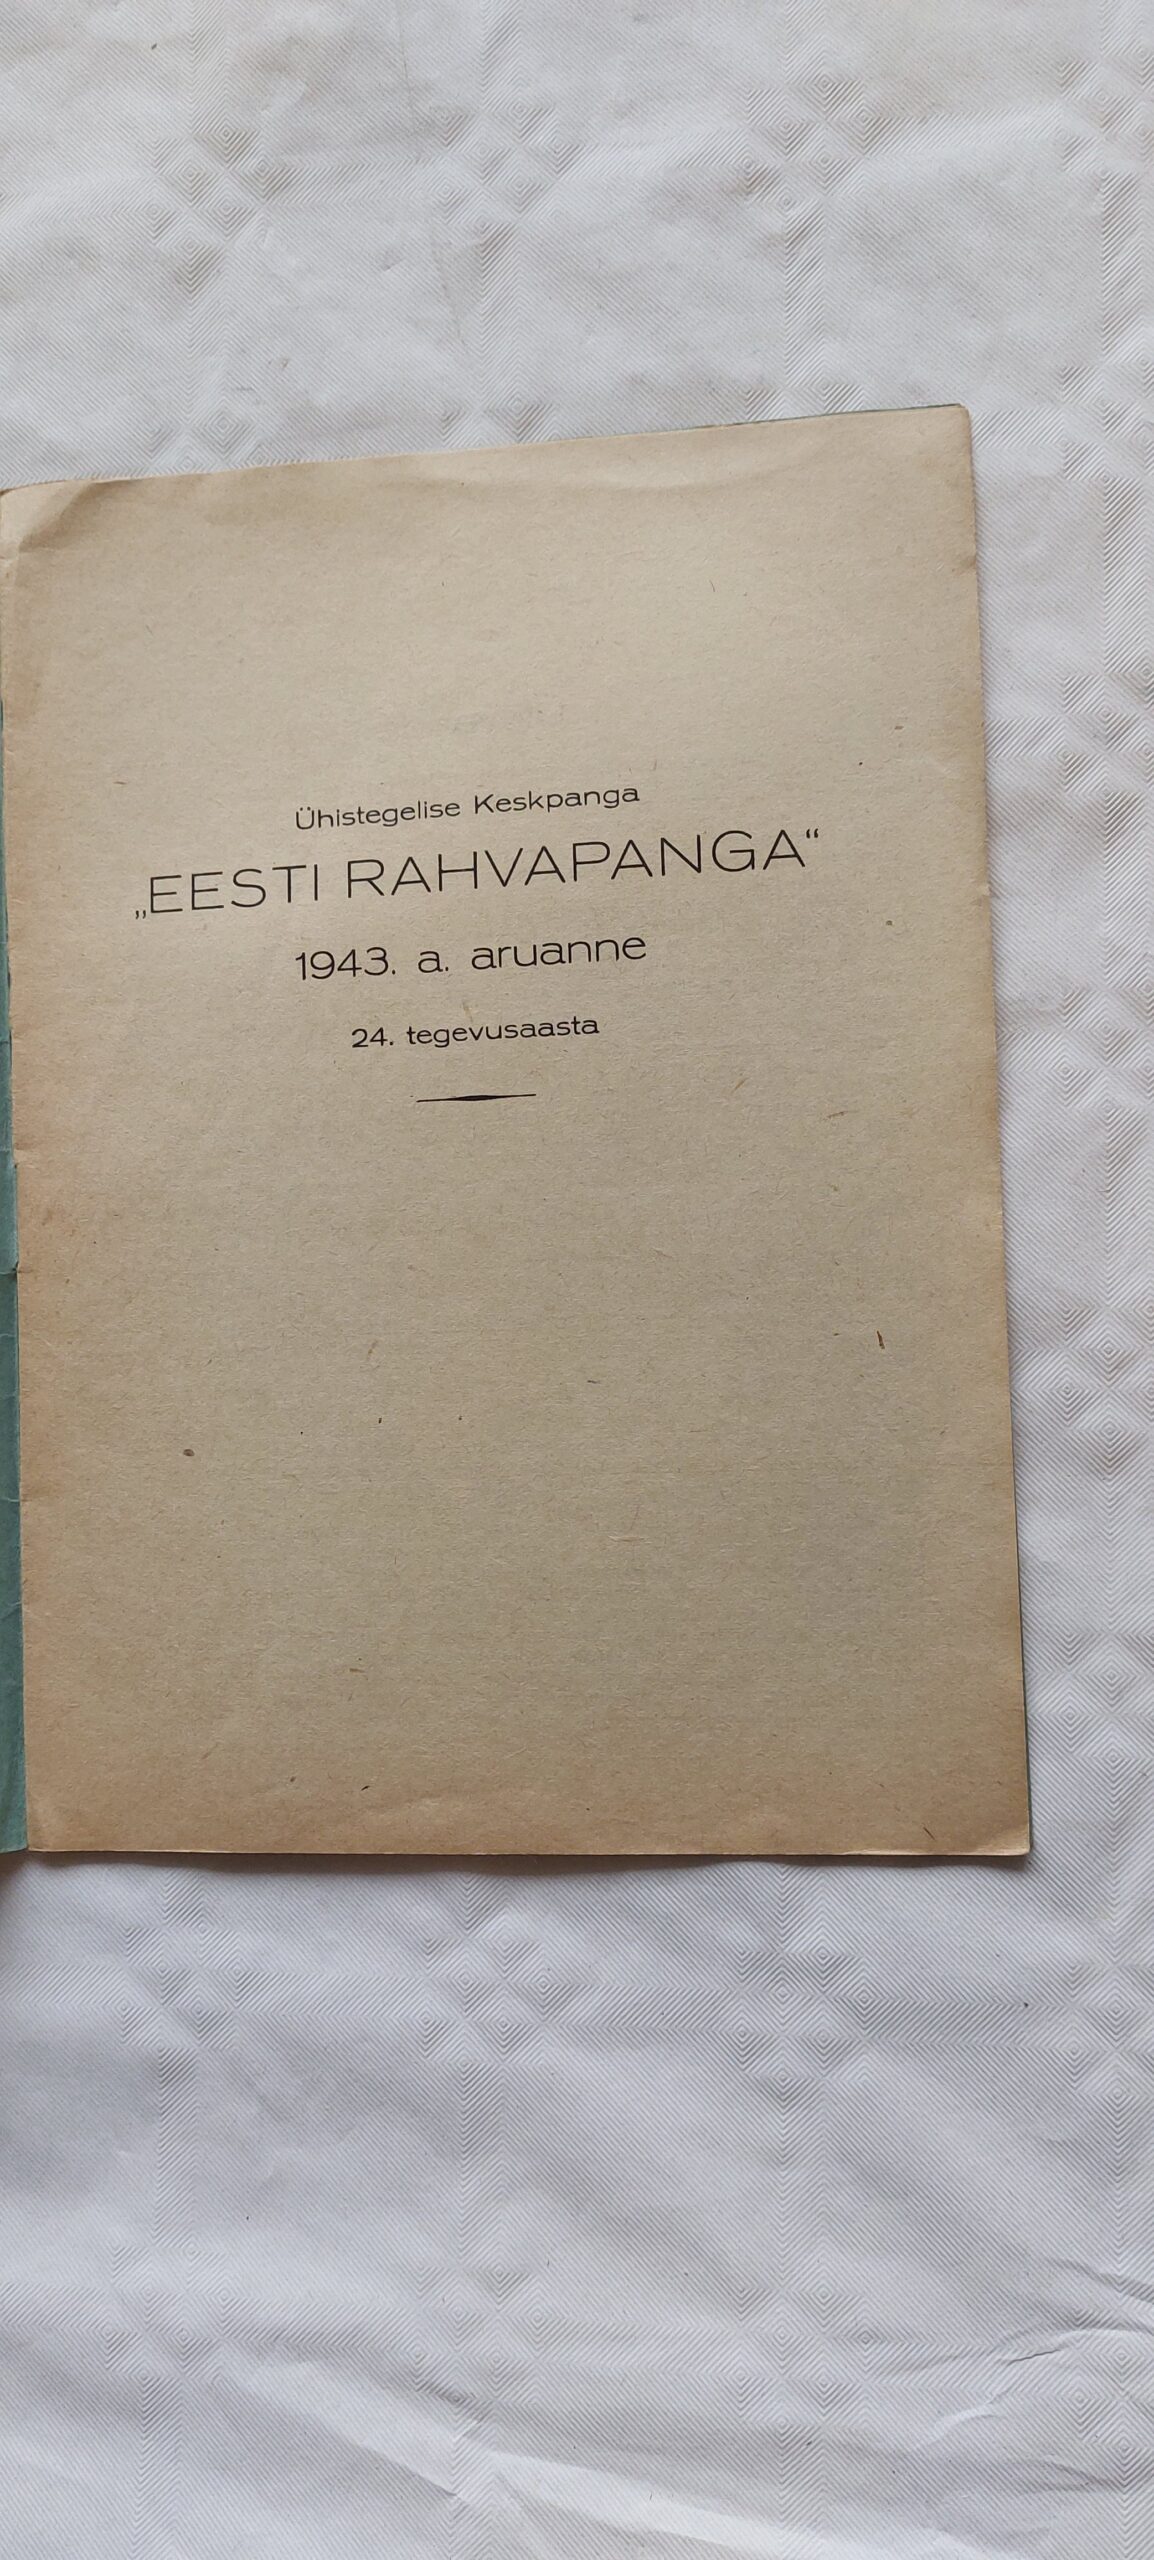 Ühistegelise Keskpanga
„EESTI RAHVAPANGA“
1943. a. aruanne
24. tegevusaasta